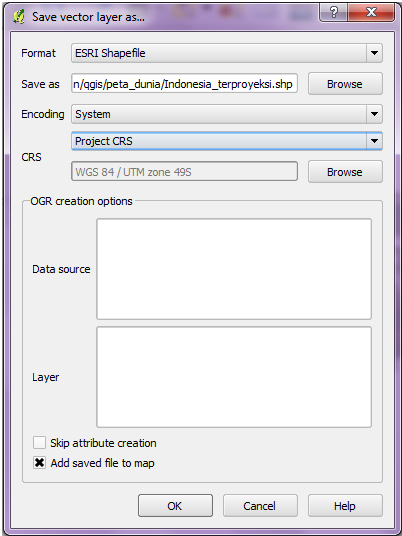 Save vector layer as...
Format ESRI Shapefile
Save as n/qgis/peta_dunia/Indonesia_terproyeksi.shp Browse
Encoding System
Project CRS
CRS
WGS 84 / UTM zone 49S Browse
OGR creation options
Data source
Layer
Skip attribute creation
Add saved file to map
OK Cancel Help